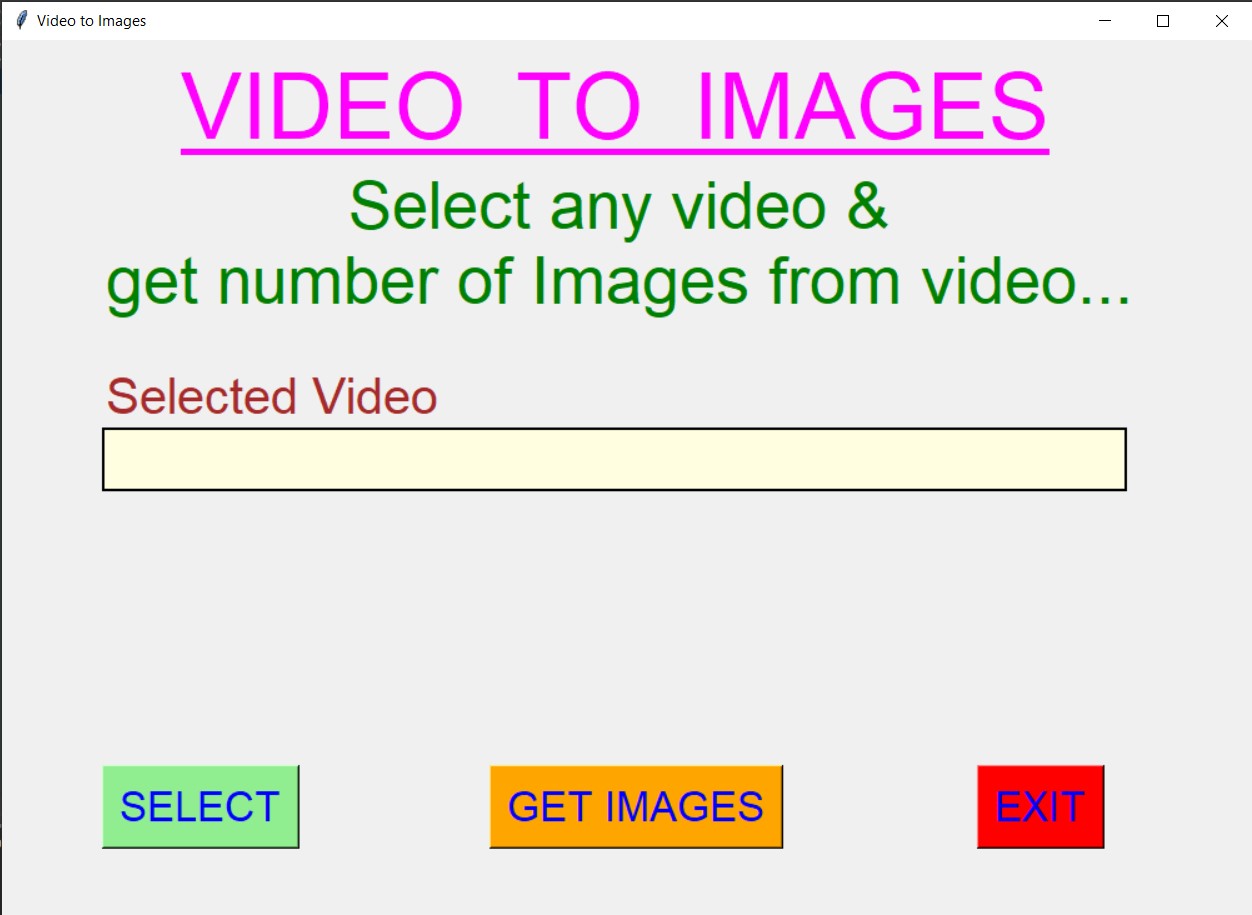 Video to Images
VIDEO TO IMAGES
Select any video &
get number of Images from video...
Selected Video
SELECT GET IMAGES EXIT